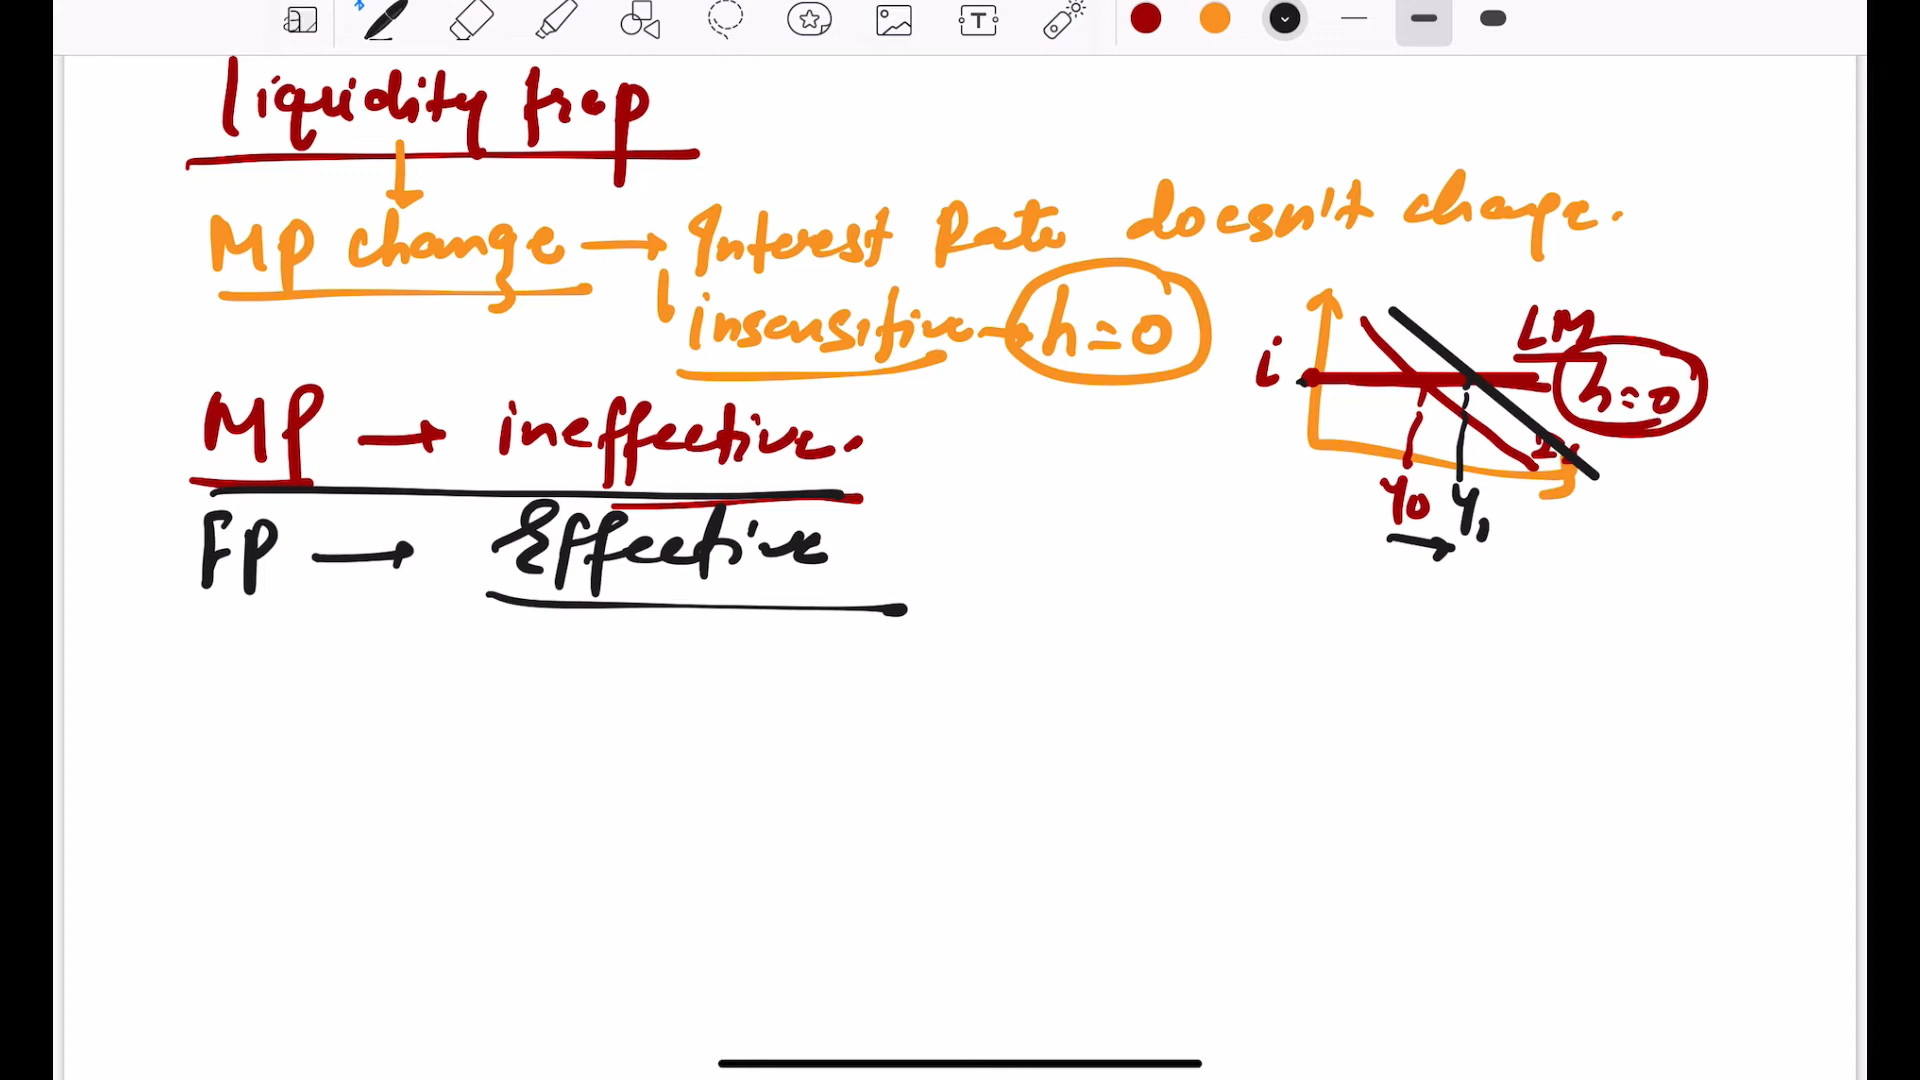 liquidity trap
MP change → Interest Rate doesn't change.
insensitive → h = 0
MP → ineffective.
FP → Effective
LM
i
h = 0
Y0 Y1